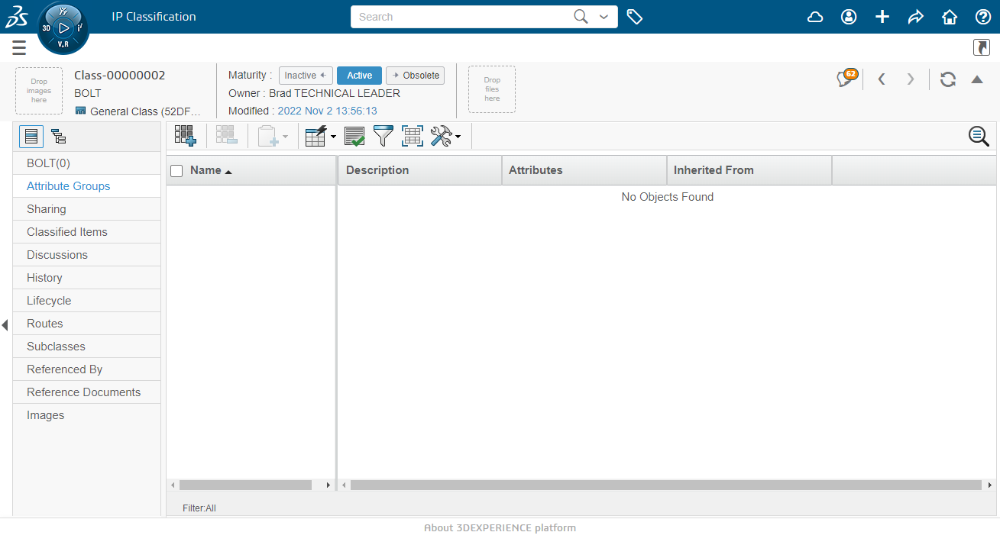 IP Classification
Search
3D
V.R
Drop images here
Class-00000002
BOLT
General Class (52DF...
Maturity :
Inactive
Active
Obsolete
Owner : Brad TECHNICAL LEADER
Modified : 2022 Nov 2 13:56:13
Drop files here
62
BOLT(0)
Attribute Groups
Sharing
Classified Items
Discussions
History
Lifecycle
Routes
Subclasses
Referenced By
Reference Documents
Images
Name
Description
Attributes
Inherited From
No Objects Found
Filter:All
About 3DEXPERIENCE platform